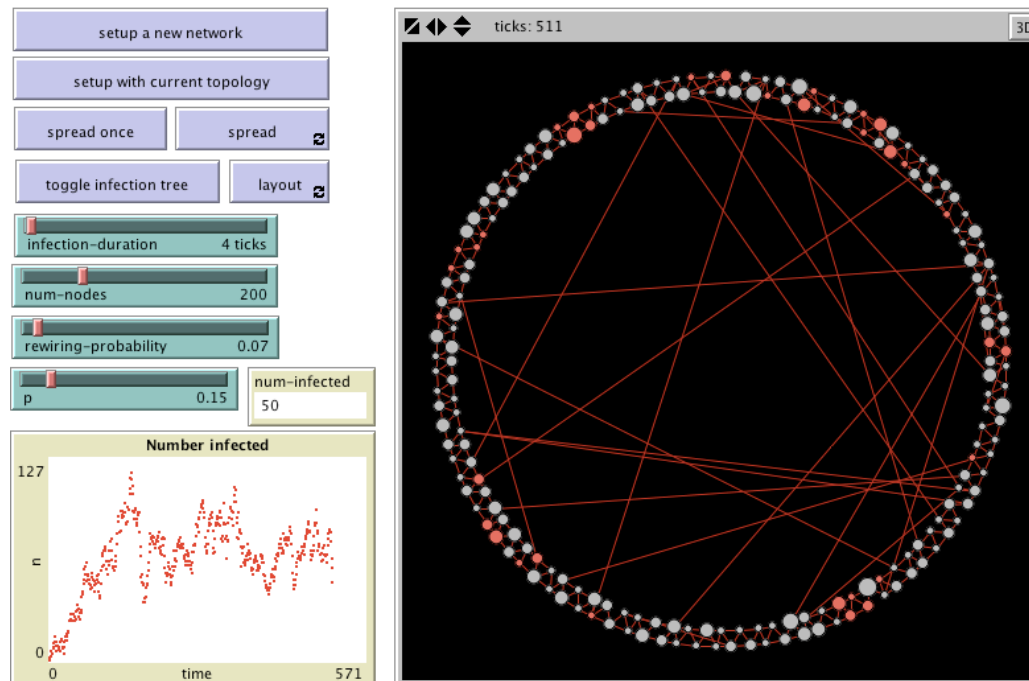 setup a new network
setup with current topology
spread once
spread
toggle infection tree
layout
infection-duration 4 ticks
num-nodes 200
rewiring-probability 0.07
p 0.15
num-infected
50
Number infected
127
n
0
0 time 571
ticks: 511
3D